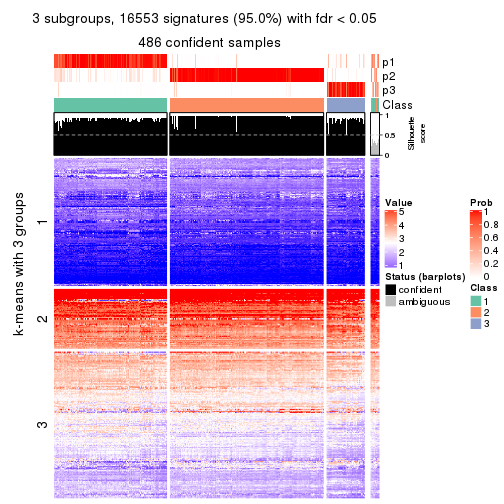 3 subgroups, 16553 signatures (95.0%) with fdr < 0.05
486 confident samples
p1
p2
p3
Class
1
0.5
0
Silhouette
score
k-means with 3 groups
1
2
3
Value
5
4
3
2
1
Status (barplots)
confident
ambiguous
Prob
1
0.8
0.6
0.4
0.2
0
Class
1
2
3